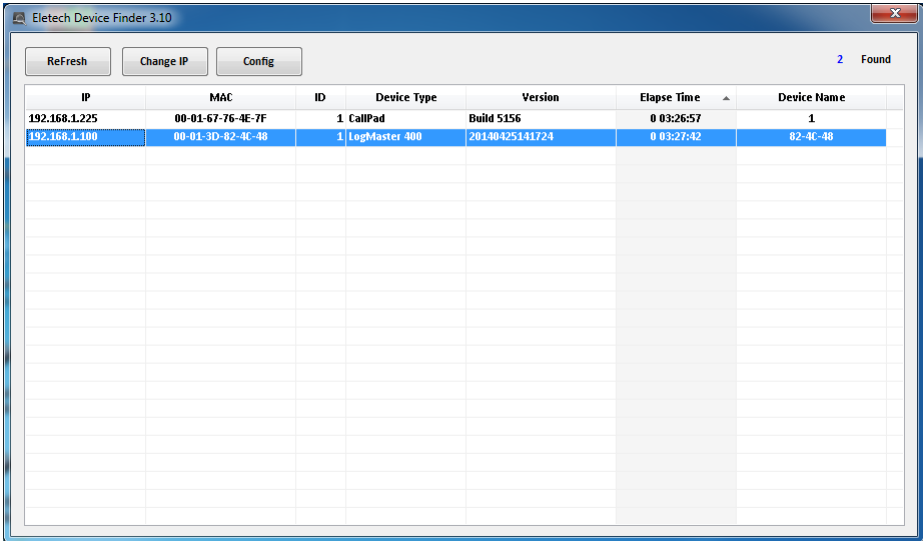 Eletech Device Finder 3.10
ReFresh Change IP Config 2 Found
IP MAC ID Device Type Version Elapse Time Device Name
192.168.1.225 00-01-67-76-4E-7F 1 CallPad Build 5156 0 03:26:57 1
192.168.1.100 00-01-3D-82-4C-48 1 LogMaster 400 20140425141724 0 03:27:42 82-4C-48